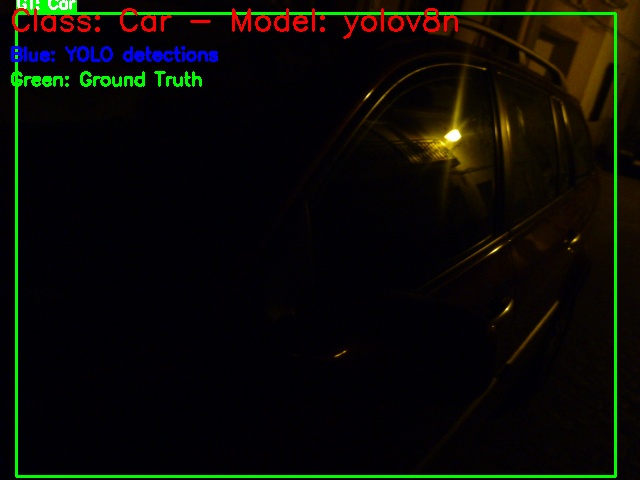 GT: Car
Class: Car - Model: yolov8n
Blue: YOLO detections
Green: Ground Truth